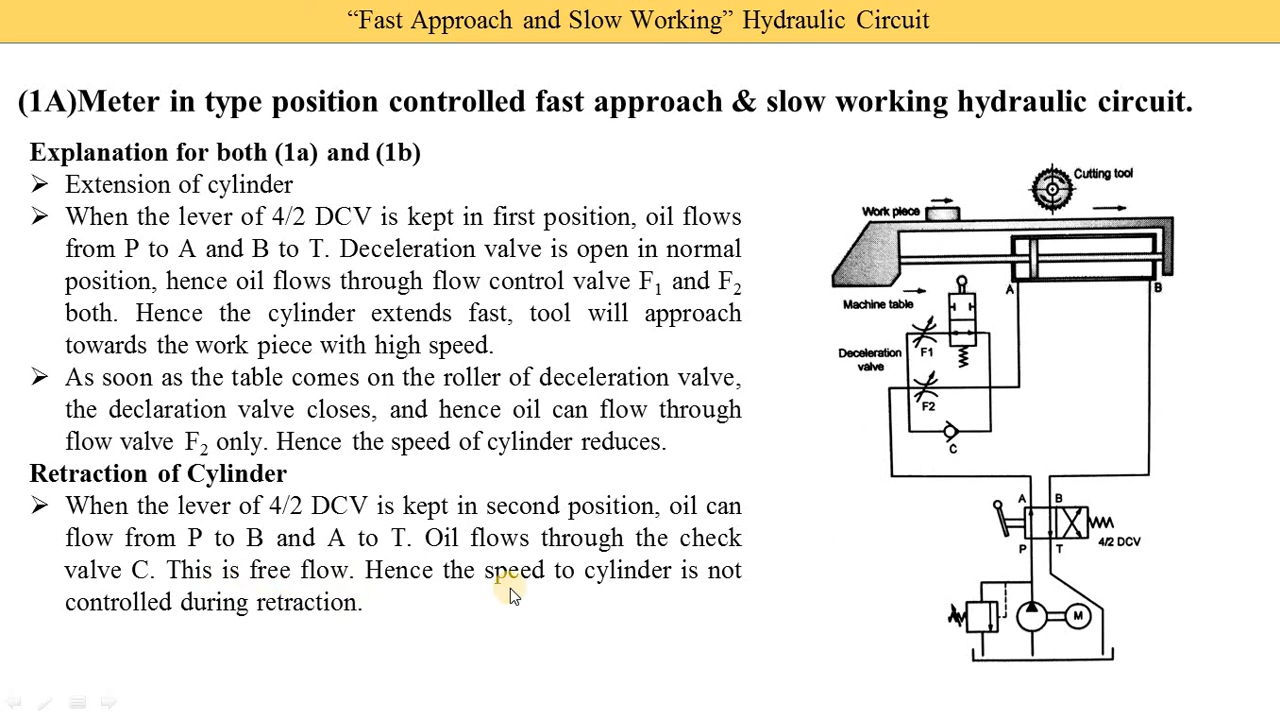 “Fast Approach and Slow Working” Hydraulic Circuit
(1A)Meter in type position controlled fast approach & slow working hydraulic circuit.
Explanation for both (1a) and (1b)
➢ Extension of cylinder
➢ When the lever of 4/2 DCV is kept in first position, oil flows
from P to A and B to T. Deceleration valve is open in normal
position, hence oil flows through flow control valve F1 and F2
both. Hence the cylinder extends fast, tool will approach
towards the work piece with high speed.
➢ As soon as the table comes on the roller of deceleration valve,
the declaration valve closes, and hence oil can flow through
flow valve F2 only. Hence the speed of cylinder reduces.
Retraction of Cylinder
➢ When the lever of 4/2 DCV is kept in second position, oil can
flow from P to B and A to T. Oil flows through the check
valve C. This is free flow. Hence the speed to cylinder is not
controlled during retraction.
Cutting tool
Work piece
A
B
Machine table
Deceleration
valve
F1
F2
C
A
B
P
T
4/2 DCV
M